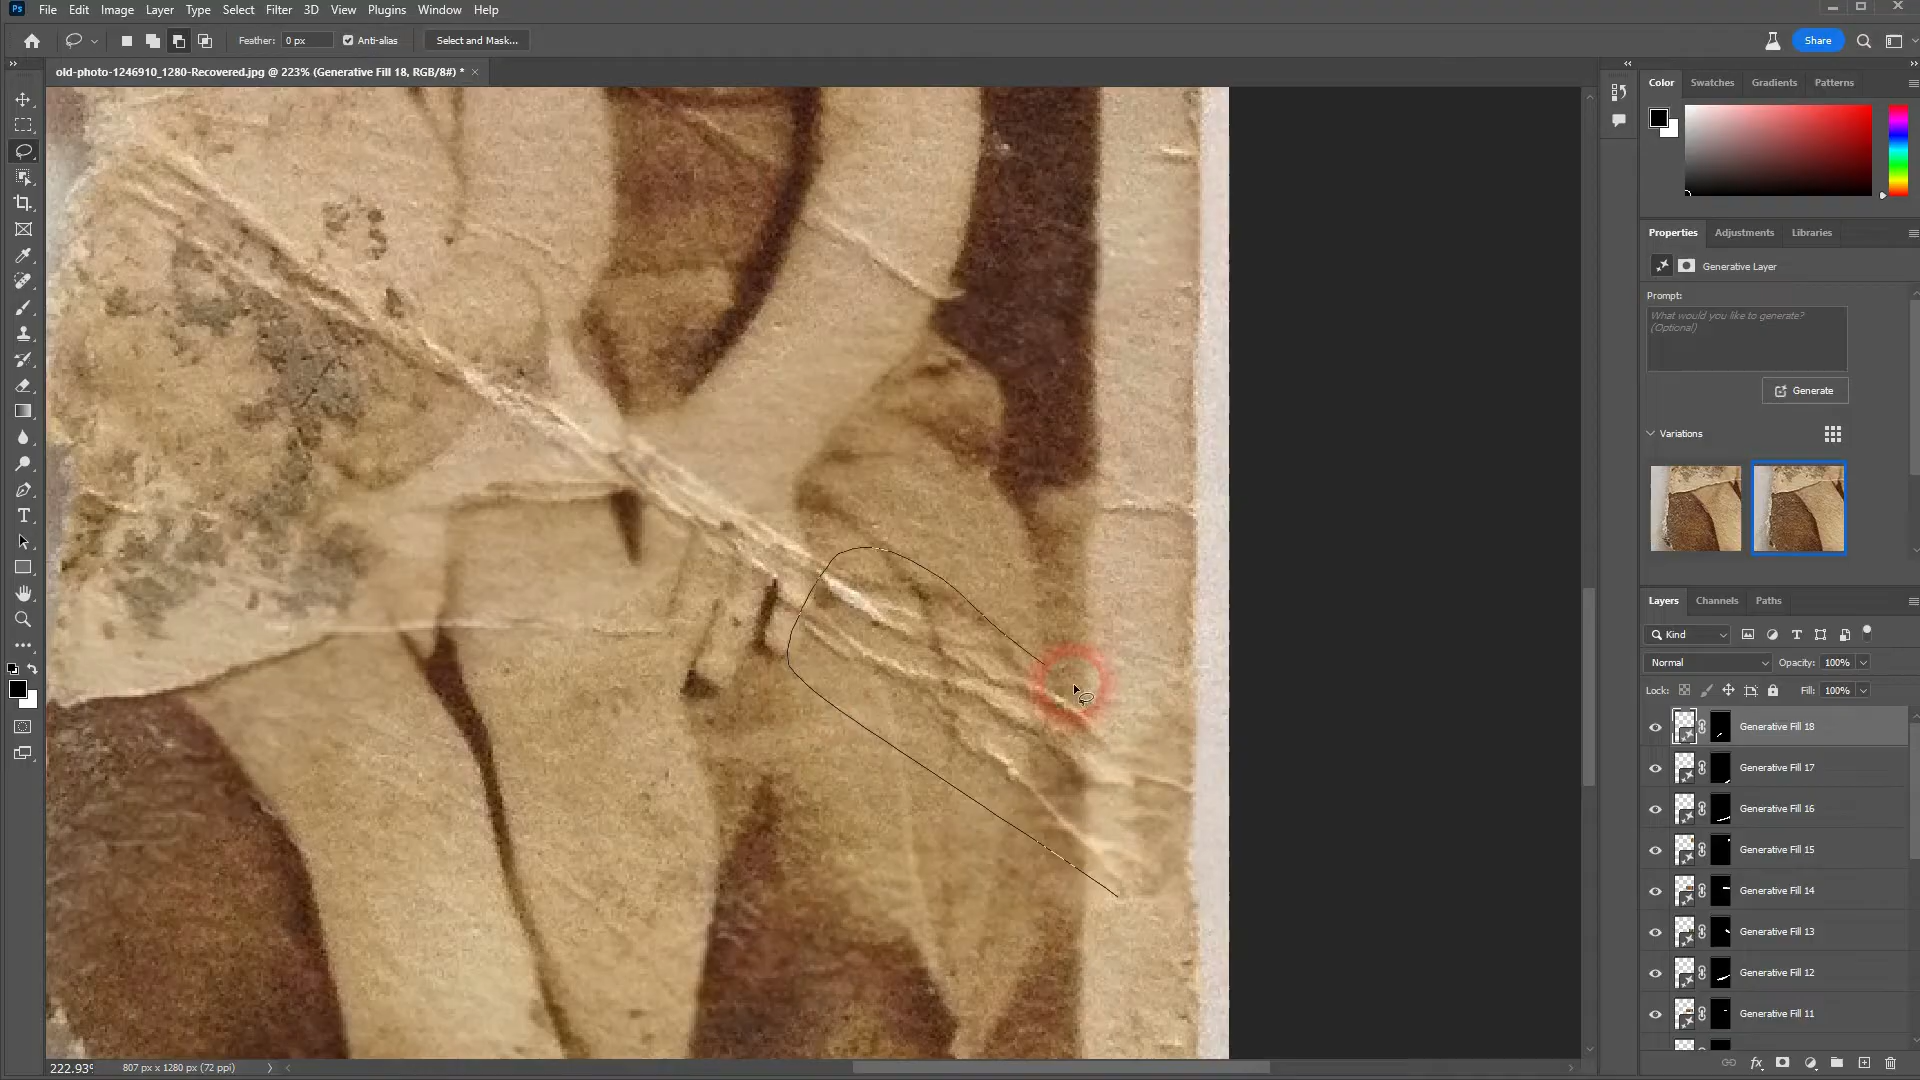 Ps File Edit Image Layer Type Select Filter 3D View Plugins Window Help
Feather: 0 px Anti-alias Select and Mask... Share
old-photo-1246910_1280-Recovered.jpg @ 223% (Generative Fill 18, RGB/8#) * ×
Color Swatches Gradients Patterns
Properties Adjustments Libraries
Generative Layer
Prompt:
What would you like to generate?
(Optional)
Generate
Variations
Layers Channels Paths
Kind
Normal Opacity: 100%
Lock: Fill: 100%
Generative Fill 18
Generative Fill 17
Generative Fill 16
Generative Fill 15
Generative Fill 14
Generative Fill 13
Generative Fill 12
Generative Fill 11
222.93% 807 px x 1280 px (72 ppi)